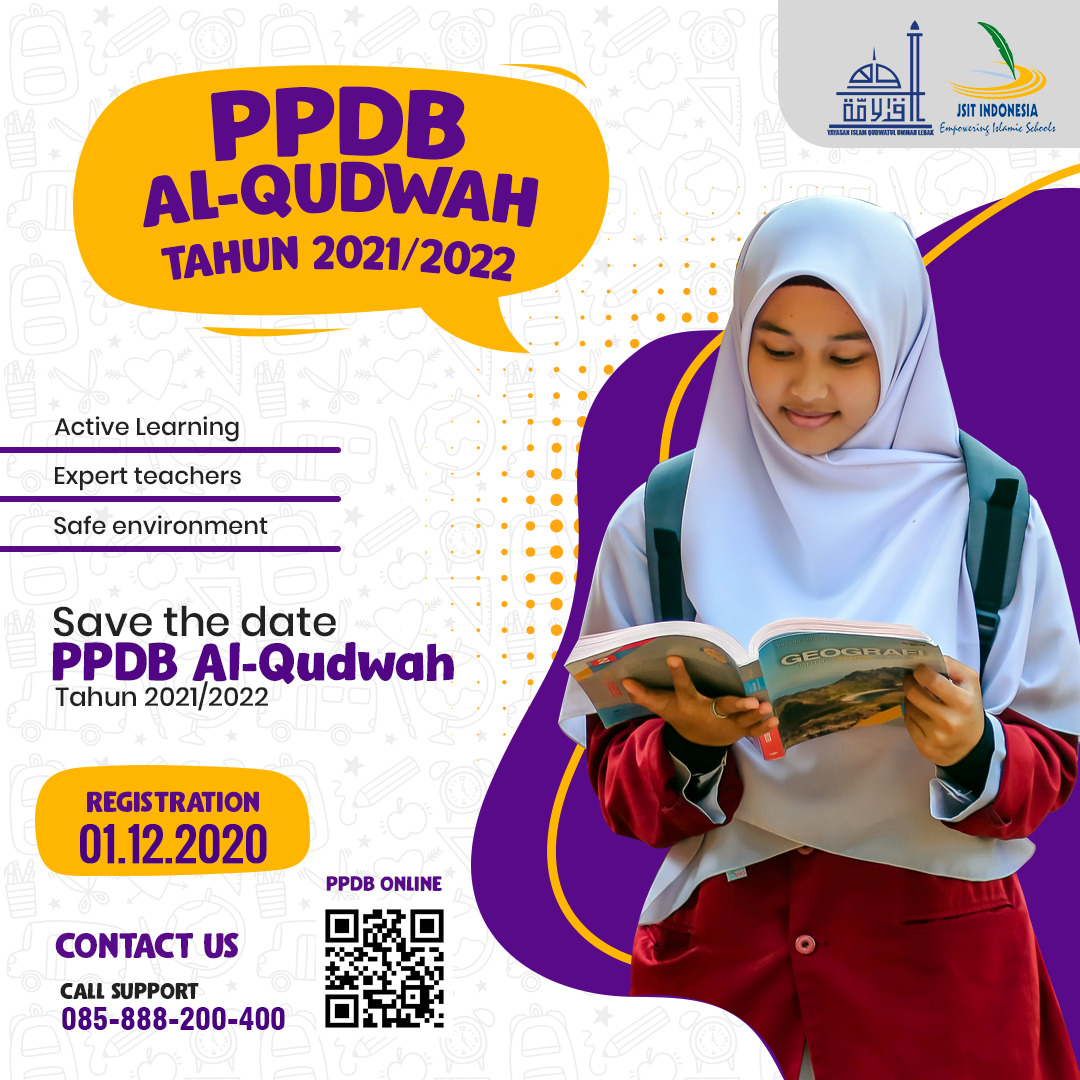 PPDB
AL-QUDWAH
TAHUN 2021/2022
YAYASAN ISLAM QUDWATUL UMMAH LEBAK
JSIT INDONESIA
Empowering Islamic Schools
Active Learning
Expert teachers
Safe environment
Save the date
PPDB Al-Qudwah
Tahun 2021/2022
GEOGRAFI
2
REGISTRATION
01.12.2020
PPDB ONLINE
CONTACT US
CALL SUPPORT
085-888-200-400